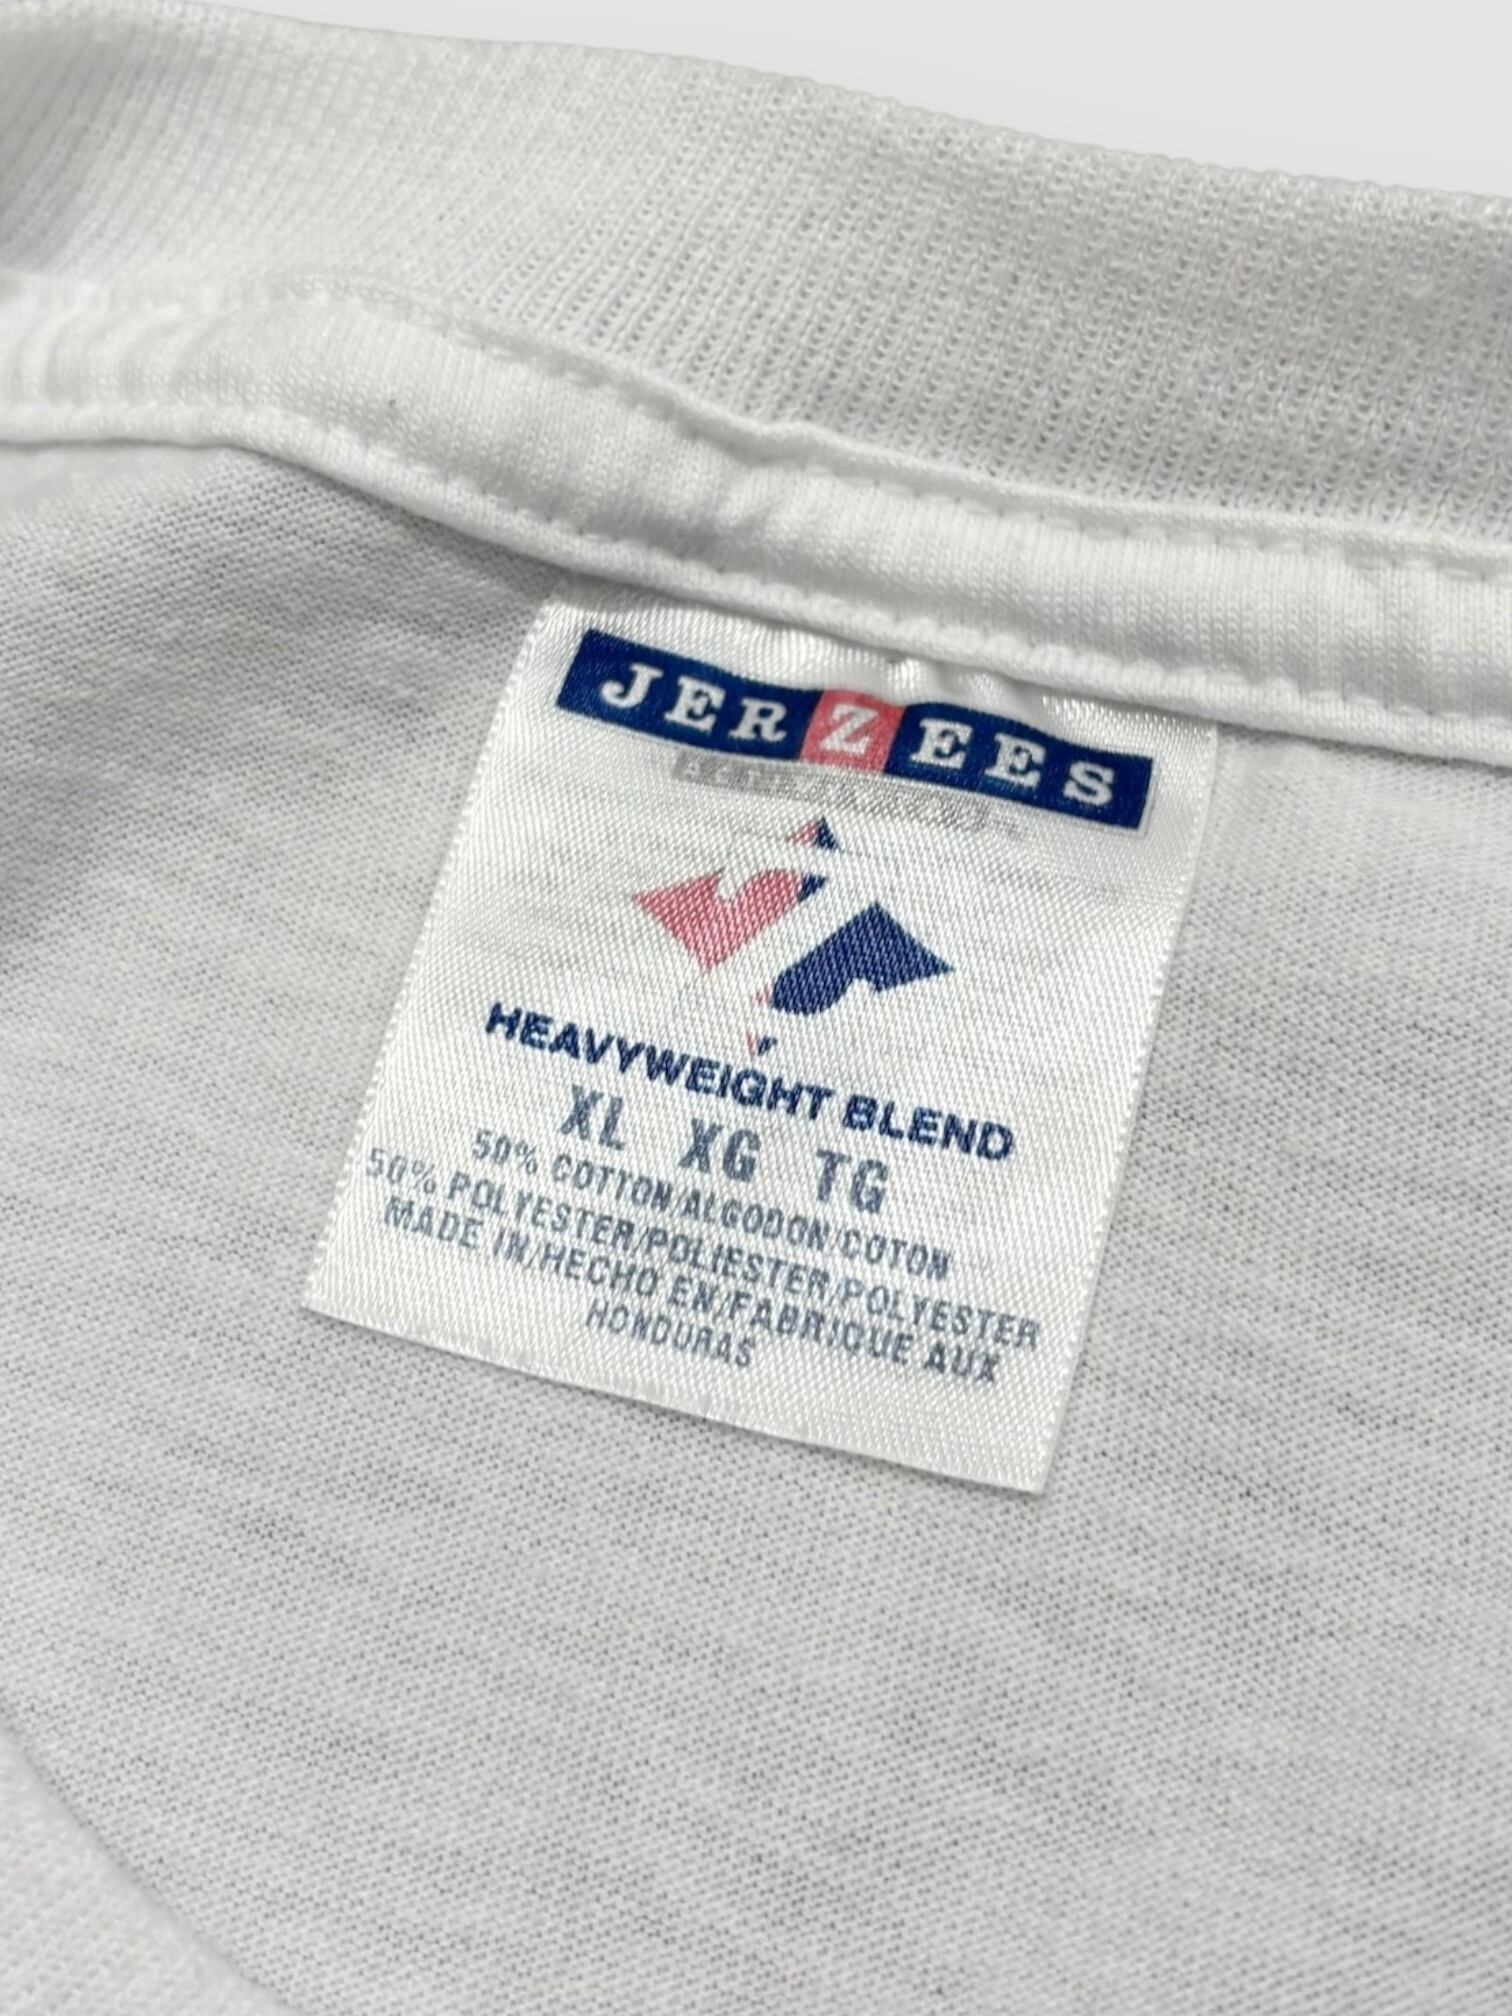 JERZEES
HEAVYWEIGHT BLEND
XL XG TG
50% COTTON/ALGODON/COTON
50% POLYESTER/POLIESTER/POLYESTER
MADE IN/HECHO EN/FABRIQUE AUX
HONDURAS